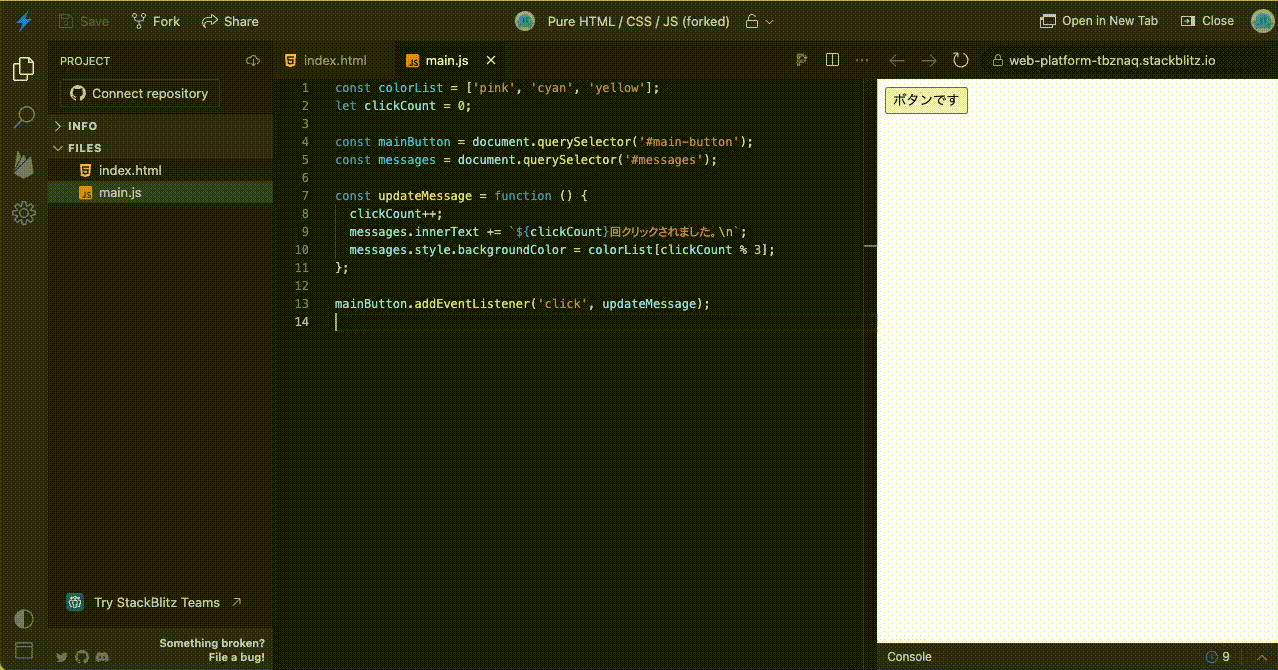 Save Fork Share Pure HTML / CSS / JS (forked) Open in New Tab Close
PROJECT
Connect repository
INFO
FILES
index.html
JS main.js
Try StackBlitz Teams
Something broken?
File a bug!
index.html JS main.js
1 const colorList = ['pink', 'cyan', 'yellow'];
2 let clickCount = 0;
3
4 const mainButton = document.querySelector('#main-button');
5 const messages = document.querySelector('#messages');
6
7 const updateMessage = function () {
8 clickCount++;
9 messages.innerText += `${clickCount}回クリックされました。\n`;
10 messages.style.backgroundColor = colorList[clickCount % 3];
11 };
12
13 mainButton.addEventListener('click', updateMessage);
14
web-platform-tbznaq.stackblitz.io
ボタンです
Console 9